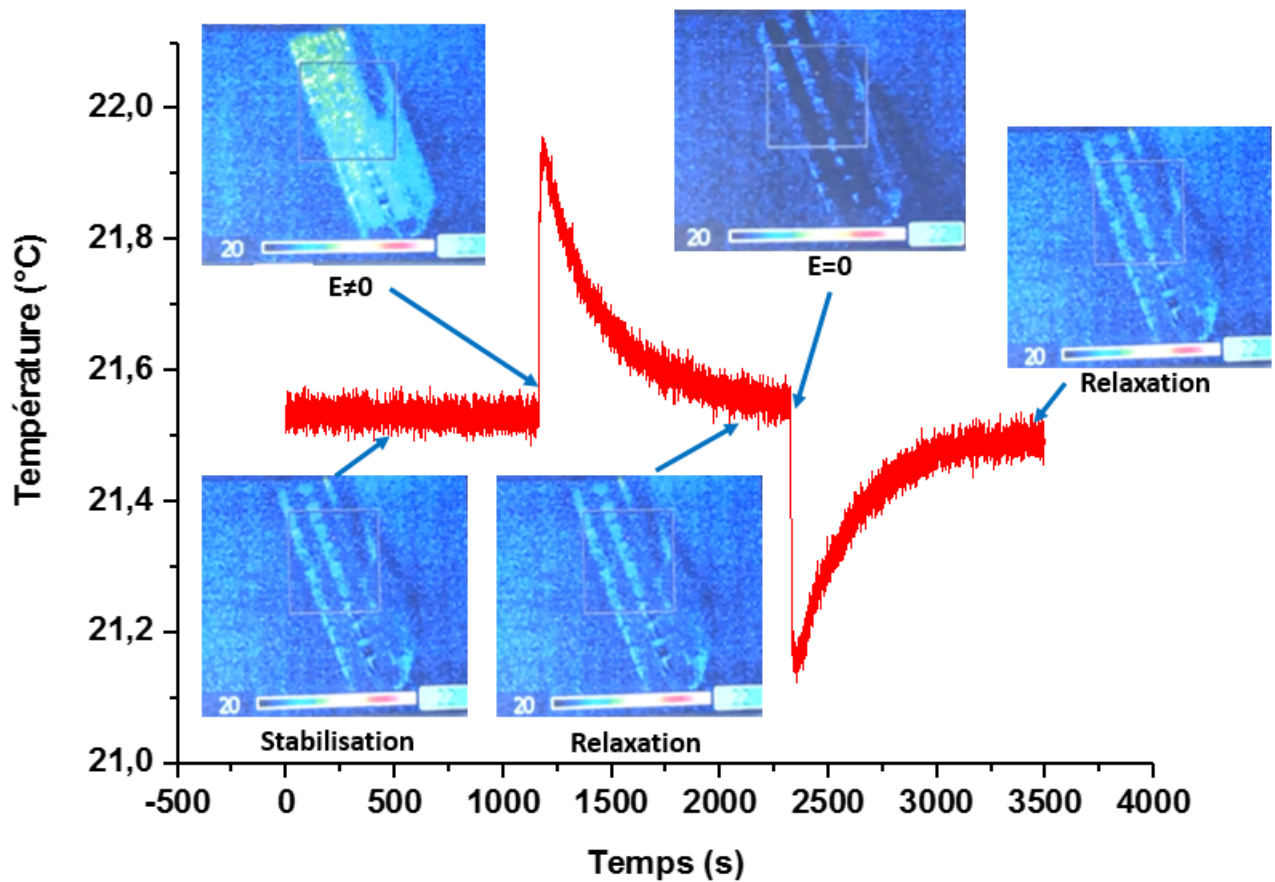 22,0
21,8
21,6
21,4
21,2
21,0
Température (°C)
-500 0 500 1000 1500 2000 2500 3000 3500 4000
Temps (s)
20 22
E≠0
20 22
E=0
20 22
Relaxation
20 22
Stabilisation
20 22
Relaxation